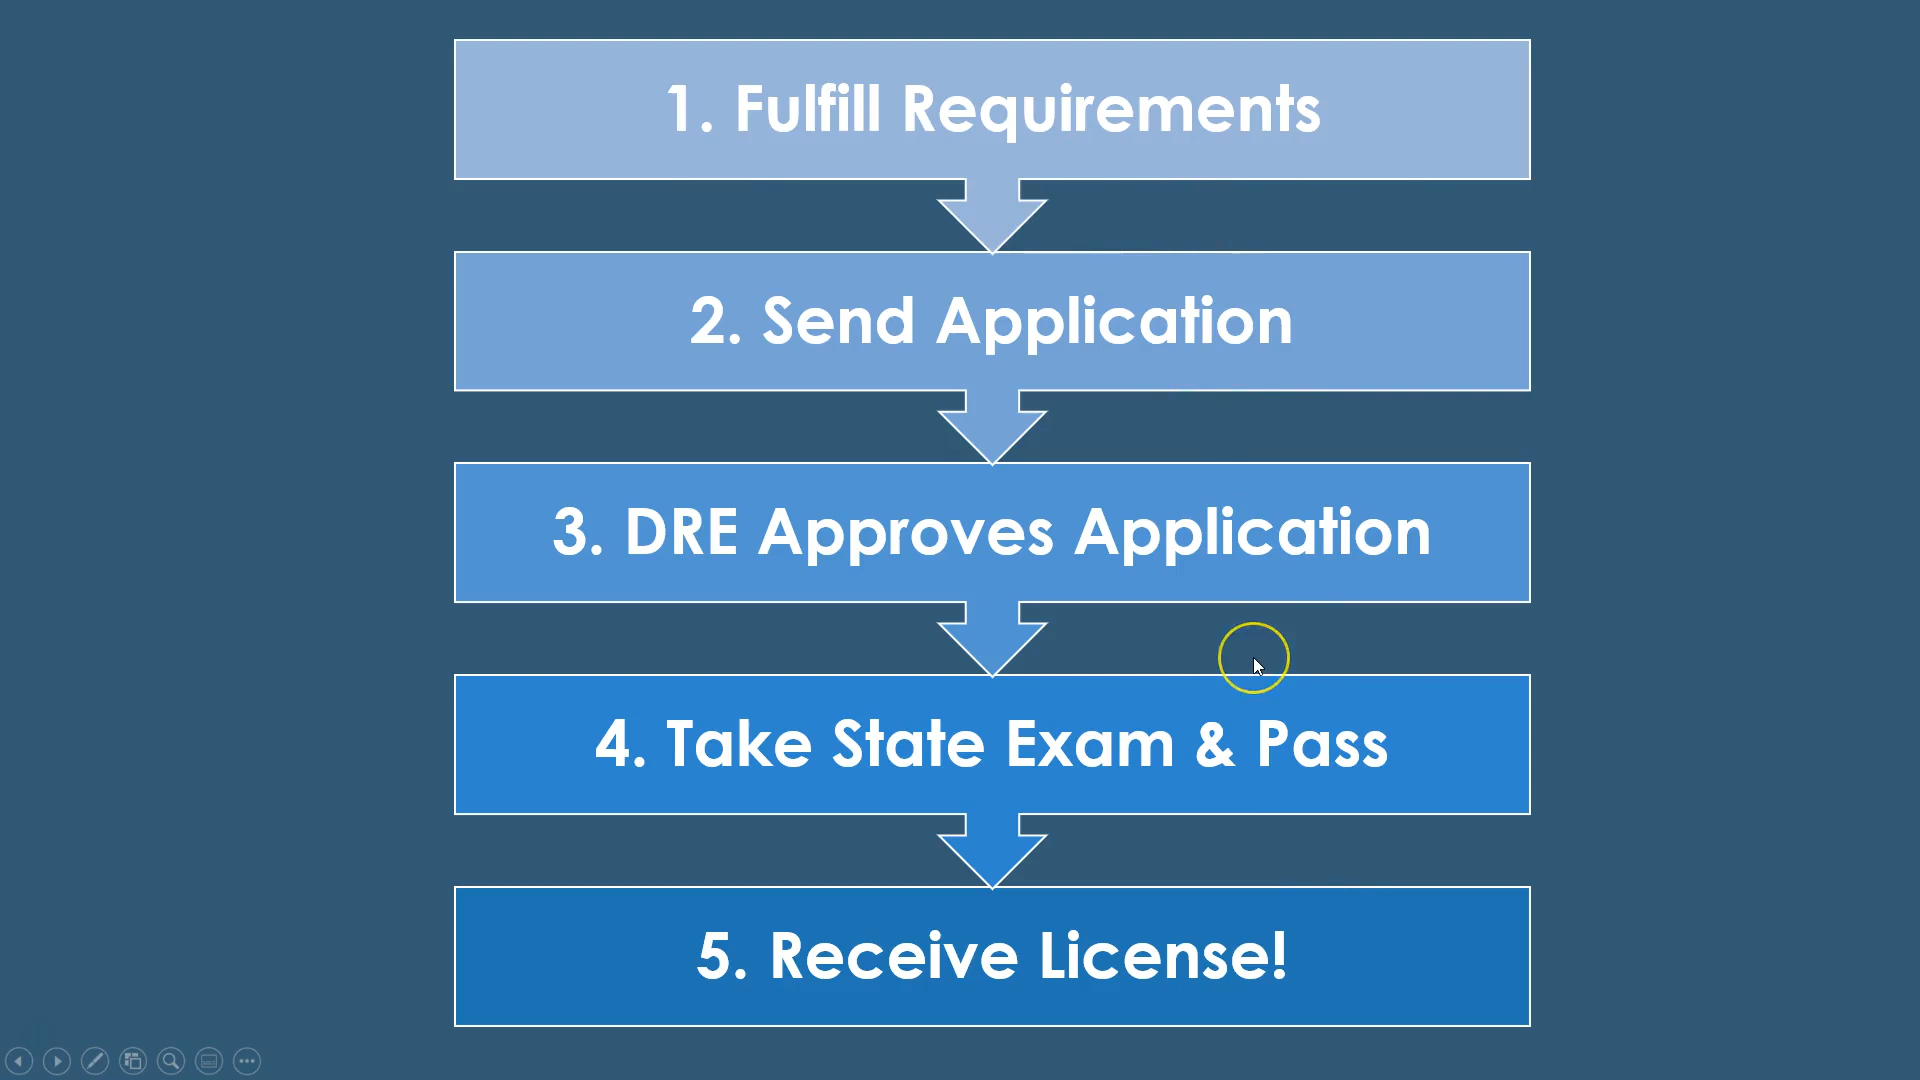 1. Fulfill Requirements
2. Send Application
3. DRE Approves Application
4. Take State Exam & Pass
5. Receive License!